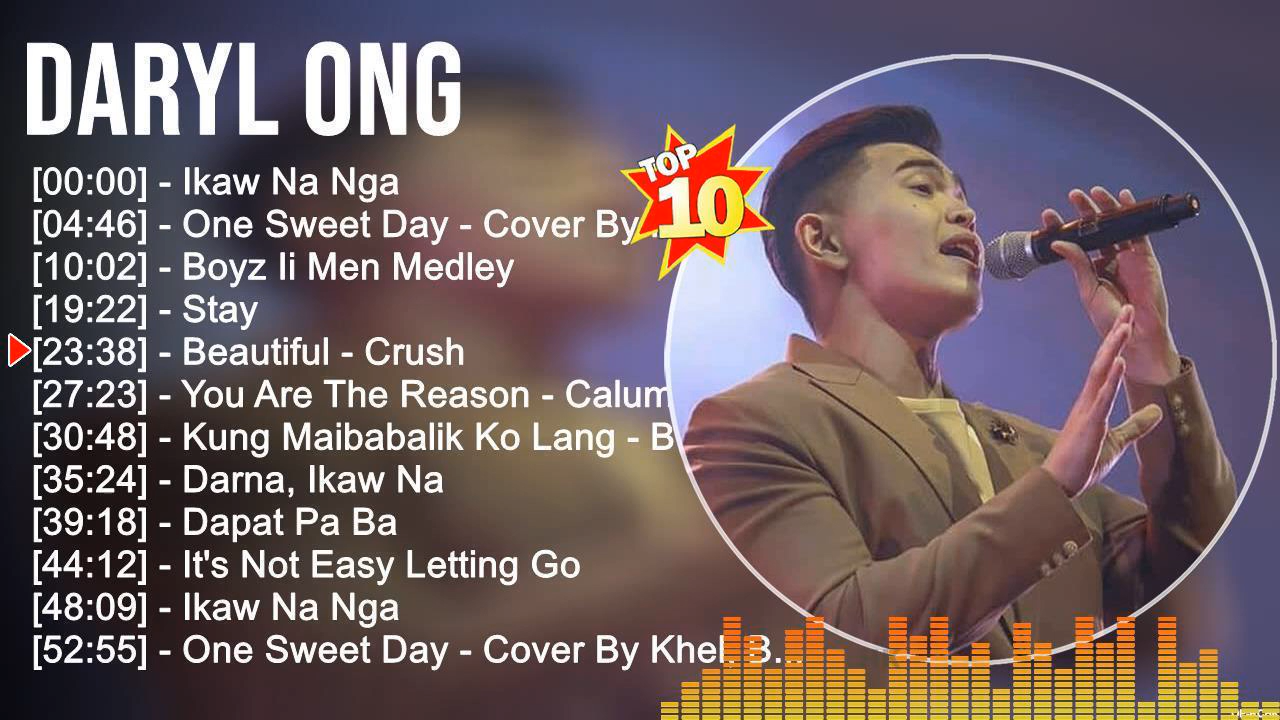 DARYL ONG
[00:00] - Ikaw Na Nga
[04:46] - One Sweet Day - Cover By
[10:02] - Boyz Ii Men Medley
[19:22] - Stay
[23:38] - Beautiful - Crush
[27:23] - You Are The Reason - Calum
[30:48] - Kung Maibabalik Ko Lang - B
[35:24] - Darna, Ikaw Na
[39:18] - Dapat Pa Ba
[44:12] - It's Not Easy Letting Go
[48:09] - Ikaw Na Nga
[52:55] - One Sweet Day - Cover By Khel B...
TOP
10